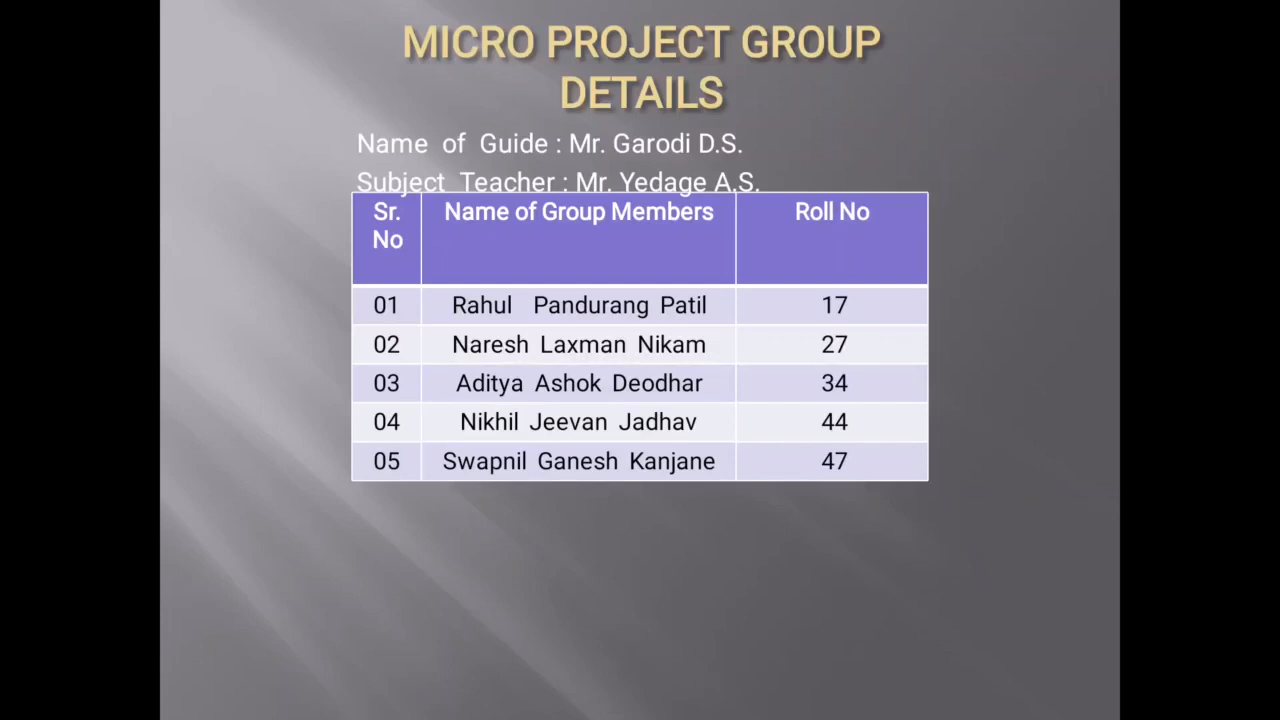 MICRO PROJECT GROUP
DETAILS
Name of Guide : Mr. Garodi D.S.
Subject Teacher : Mr. Yedage A.S.
Sr. No Name of Group Members Roll No
01 Rahul Pandurang Patil 17
02 Naresh Laxman Nikam 27
03 Aditya Ashok Deodhar 34
04 Nikhil Jeevan Jadhav 44
05 Swapnil Ganesh Kanjane 47